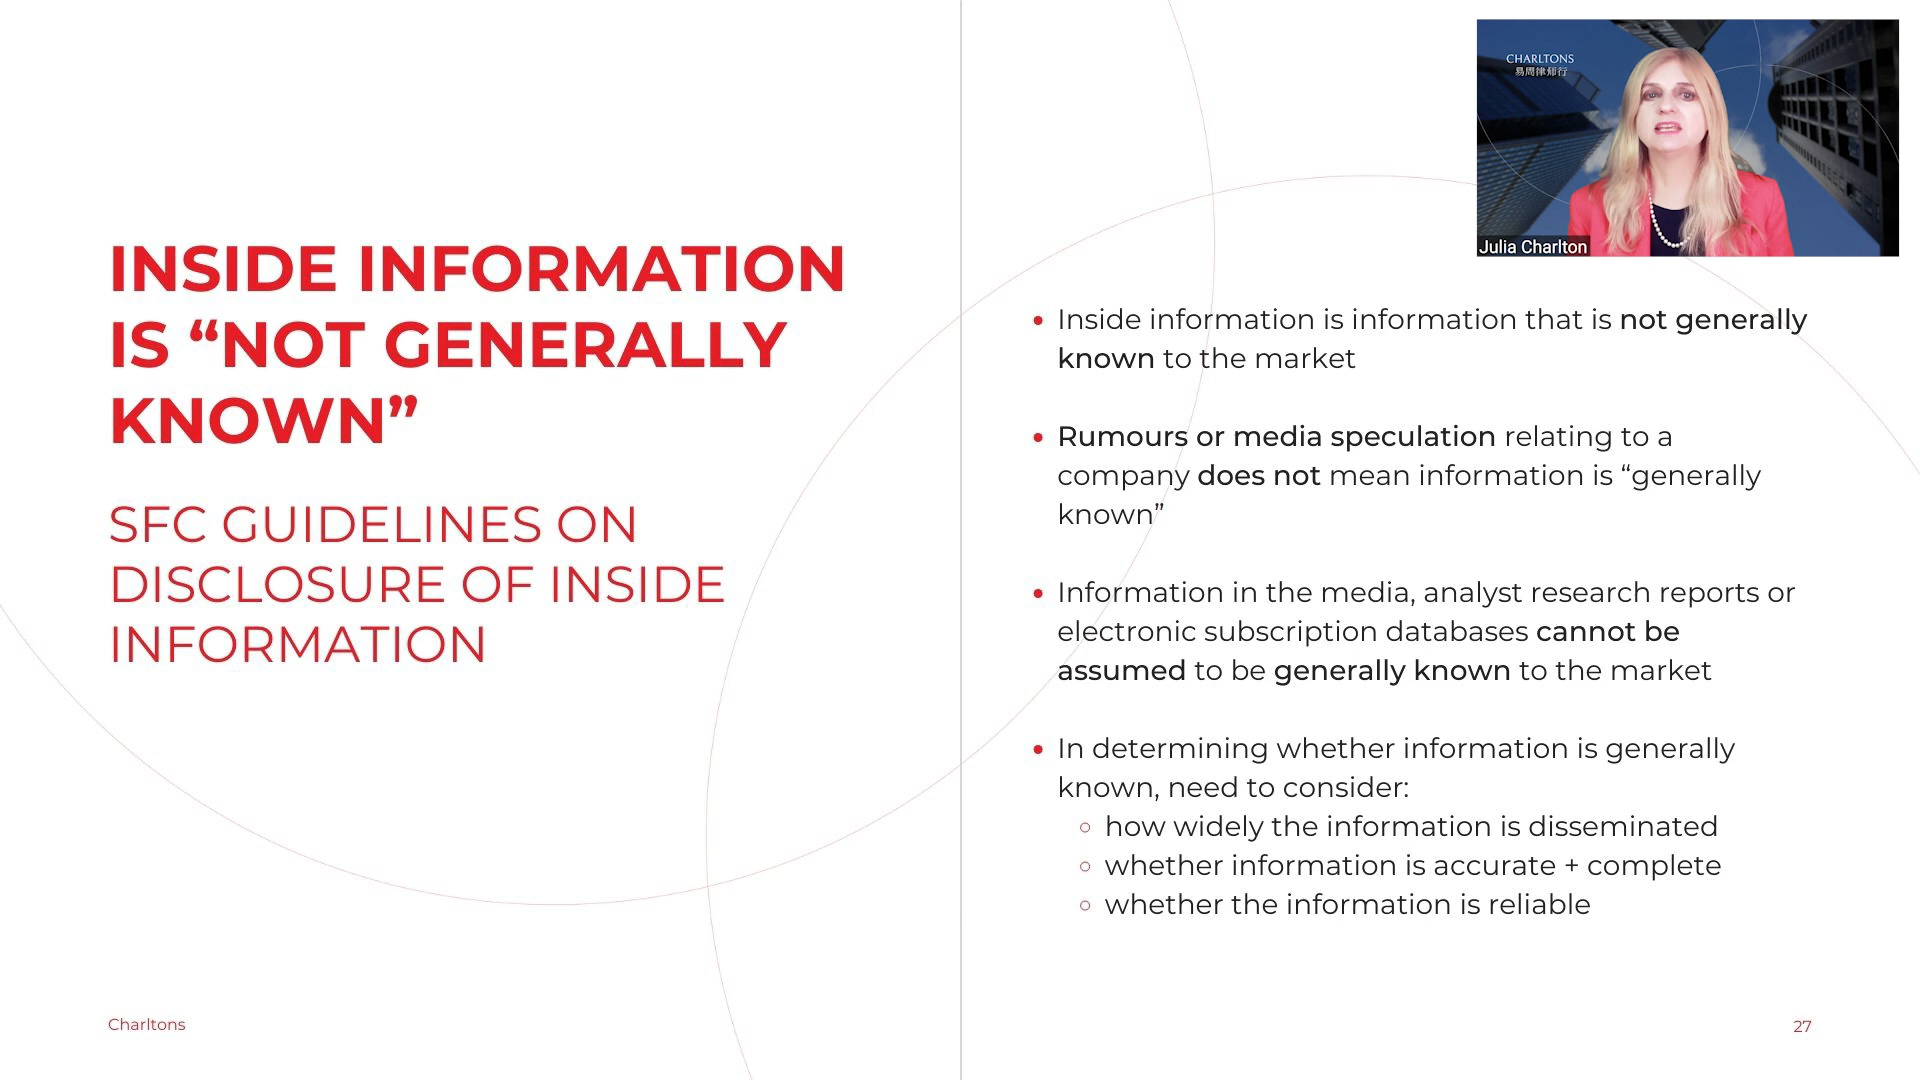 CHARLTONS
易周律师行
Julia Charlton
INSIDE INFORMATION
IS “NOT GENERALLY
KNOWN”
SFC GUIDELINES ON
DISCLOSURE OF INSIDE
INFORMATION
• Inside information is information that is not generally
known to the market
• Rumours or media speculation relating to a
company does not mean information is “generally
known”
• Information in the media, analyst research reports or
electronic subscription databases cannot be
assumed to be generally known to the market
• In determining whether information is generally
known, need to consider:
○ how widely the information is disseminated
○ whether information is accurate + complete
○ whether the information is reliable
Charltons
27